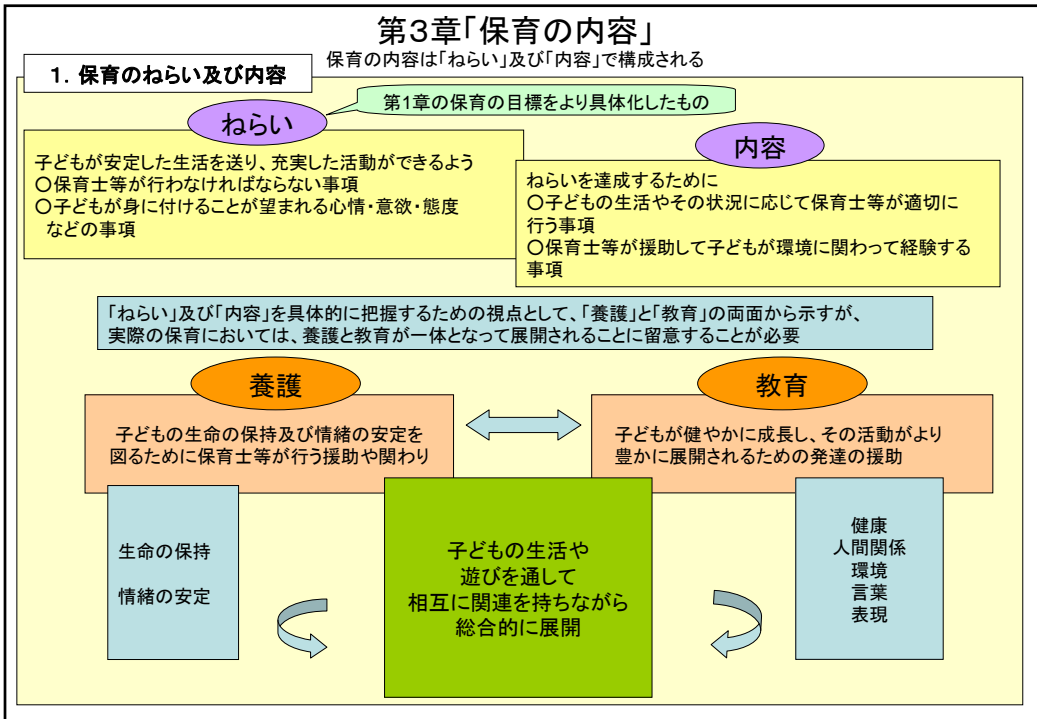 第3章「保育の内容」
保育の内容は「ねらい」及び「内容」で構成される
1. 保育のねらい及び内容
第1章の保育の目標をより具体化したもの
ねらい
子どもが安定した生活を送り、充実した活動ができるよう
〇保育士等が行わなければならない事項
〇子どもが身に付けることが望まれる心情・意欲・態度
などの事項
内容
ねらいを達成するために
〇子どもの生活やその状況に応じて保育士等が適切に
行う事項
〇保育士等が援助して子どもが環境に関わって経験する
事項
「ねらい」及び「内容」を具体的に把握するための視点として、「養護」と「教育」の両面から示すが、
実際の保育においては、養護と教育が一体となって展開されることに留意することが必要
養護
子どもの生命の保持及び情緒の安定を
図るために保育士等が行う援助や関わり
教育
子どもが健やかに成長し、その活動がより
豊かに展開されるための発達の援助
生命の保持
情緒の安定
子どもの生活や
遊びを通して
相互に関連を持ちながら
総合的に展開
健康
人間関係
環境
言葉
表現